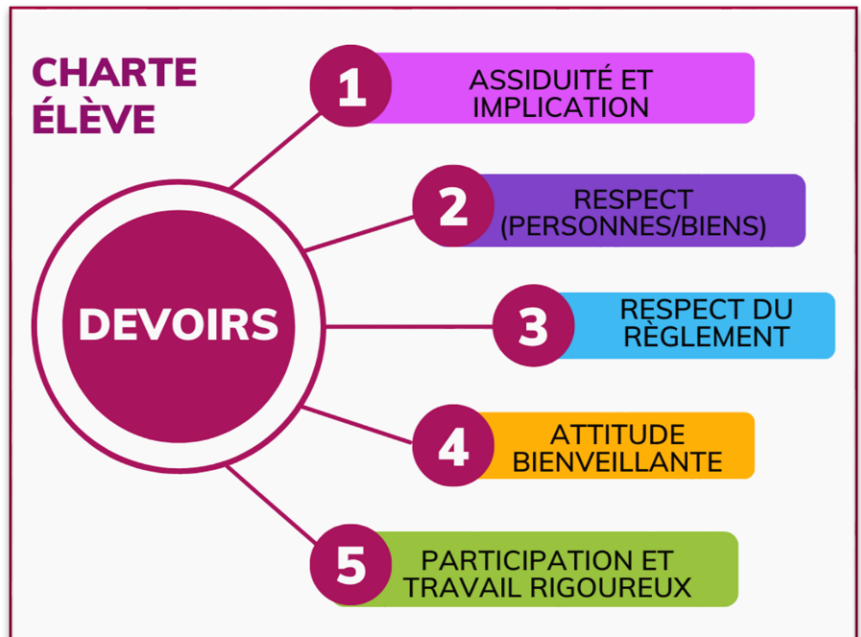 CHARTE
ÉLÈVE
DEVOIRS
1
ASSIDUITÉ ET
IMPLICATION
2
RESPECT
(PERSONNES/BIENS)
3
RESPECT DU
RÈGLEMENT
4
ATTITUDE
BIENVEILLANTE
5
PARTICIPATION ET
TRAVAIL RIGOUREUX